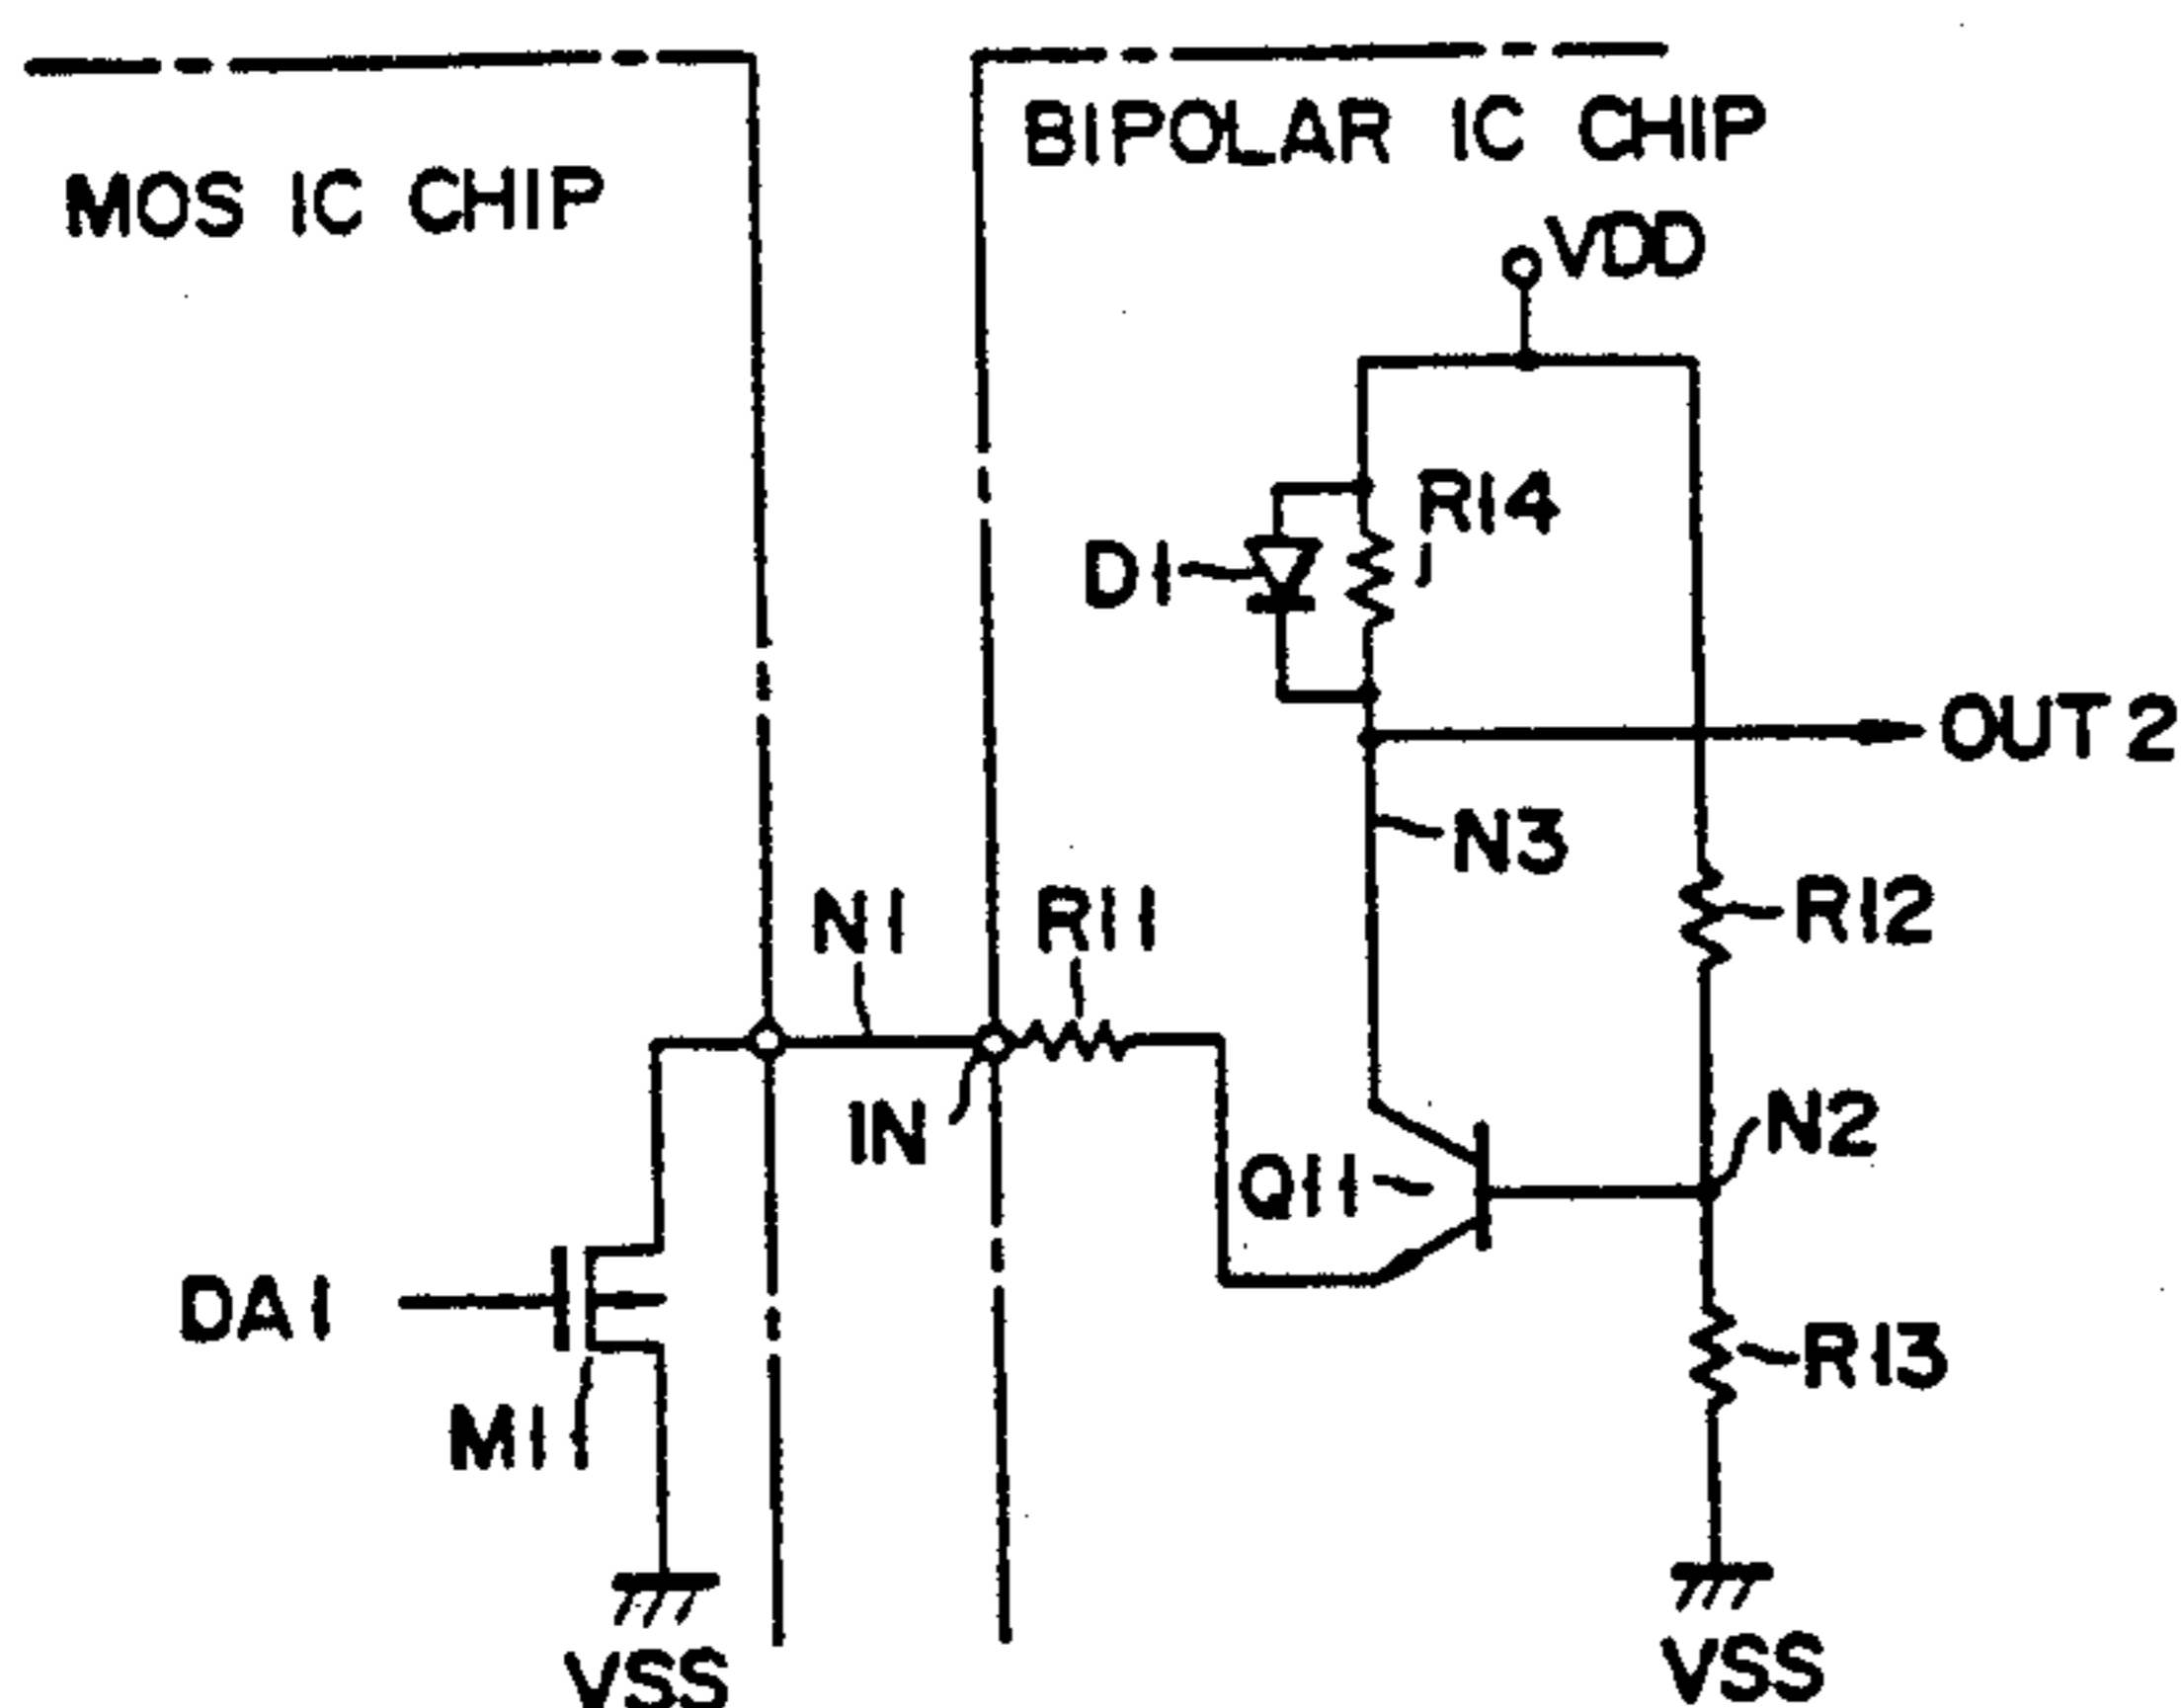 BIPOLAR IC CHIP
MOS IC CHIP
VDD
R14
D1
OUT 2
N3
R12
N1
R11
IN
N2
Q11
DA1
R13
M11
VSS
VSS